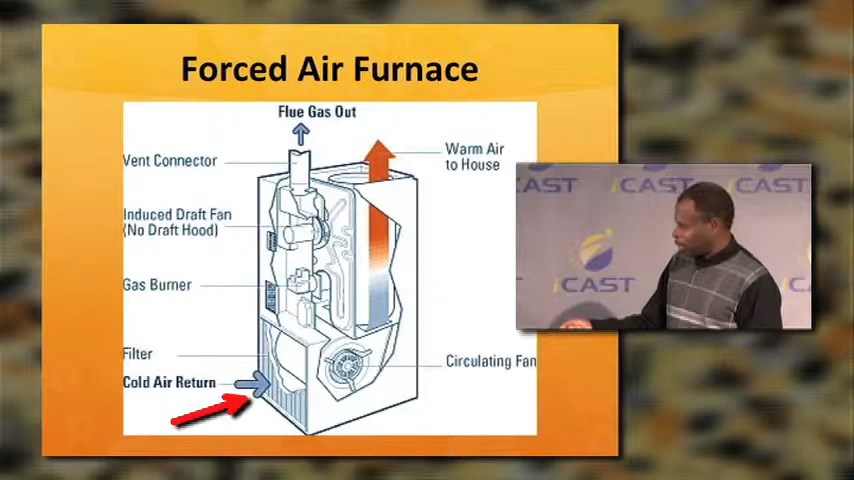 Forced Air Furnace
Flue Gas Out
Vent Connector
Warm Air
to House
Induced Draft Fan
(No Draft Hood)
Gas Burner
Filter
Circulating Fan
Cold Air Return
iCAST
iCAST
iCAST
iCAST